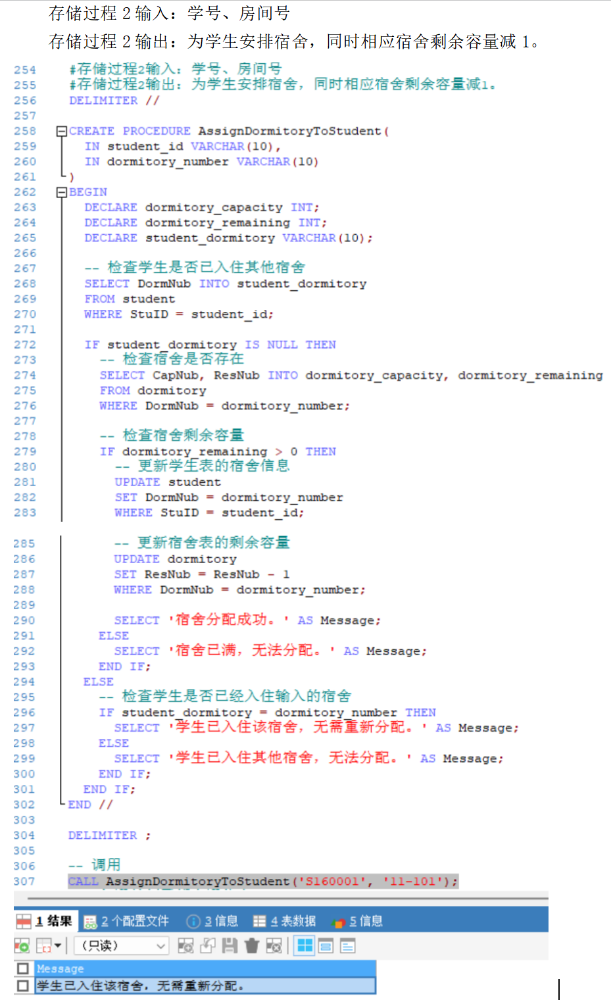 存储过程 2 输入：学号、房间号
存储过程 2 输出：为学生安排宿舍，同时相应宿舍剩余容量减 1。
254 #存储过程2输入：学号、房间号
255 #存储过程2输出：为学生安排宿舍，同时相应宿舍剩余容量减1。
256 DELIMITER //
257
258 CREATE PROCEDURE AssignDormitoryToStudent(
259 IN student_id VARCHAR(10),
260 IN dormitory_number VARCHAR(10)
261 )
262 BEGIN
263 DECLARE dormitory_capacity INT;
264 DECLARE dormitory_remaining INT;
265 DECLARE student_dormitory VARCHAR(10);
266
267 -- 检查学生是否已入住其他宿舍
268 SELECT DormNub INTO student_dormitory
269 FROM student
270 WHERE StuID = student_id;
271
272 IF student_dormitory IS NULL THEN
273 -- 检查宿舍是否存在
274 SELECT CapNub, ResNub INTO dormitory_capacity, dormitory_remaining
275 FROM dormitory
276 WHERE DormNub = dormitory_number;
277
278 -- 检查宿舍剩余容量
279 IF dormitory_remaining > 0 THEN
280 -- 更新学生表的宿舍信息
281 UPDATE student
282 SET DormNub = dormitory_number
283 WHERE StuID = student_id;
285 -- 更新宿舍表的剩余容量
286 UPDATE dormitory
287 SET ResNub = ResNub - 1
288 WHERE DormNub = dormitory_number;
289
290 SELECT '宿舍分配成功。' AS Message;
291 ELSE
292 SELECT '宿舍已满，无法分配。' AS Message;
293 END IF;
294 ELSE
295 -- 检查学生是否已经入住输入的宿舍
296 IF student_dormitory = dormitory_number THEN
297 SELECT '学生已入住该宿舍，无需重新分配。' AS Message;
298 ELSE
299 SELECT '学生已入住其他宿舍，无法分配。' AS Message;
300 END IF;
301 END IF;
302 END //
303
304 DELIMITER ;
305
306 -- 调用
307 CALL AssignDormitoryToStudent('S160001', '11-101');
1 结果 2 个配置文件 3 信息 4 表数据 5 信息
（只读）
Message
学生已入住该宿舍，无需重新分配。